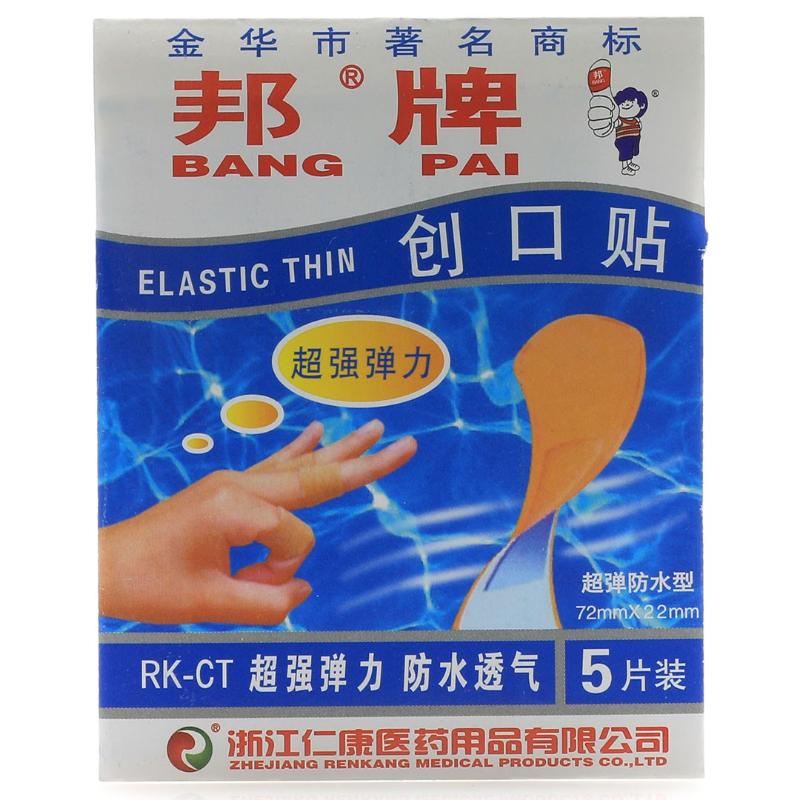 金华市著名商标
邦®牌
BANG PAI
邦
BANG
®
ELASTIC THIN 创口贴
超强弹力
超弹防水型
72mmX22mm
RK-CT 超强弹力 防水透气
5片装
®
浙江仁康医药用品有限公司
ZHEJIANG RENKANG MEDICAL PRODUCTS CO.,LTD